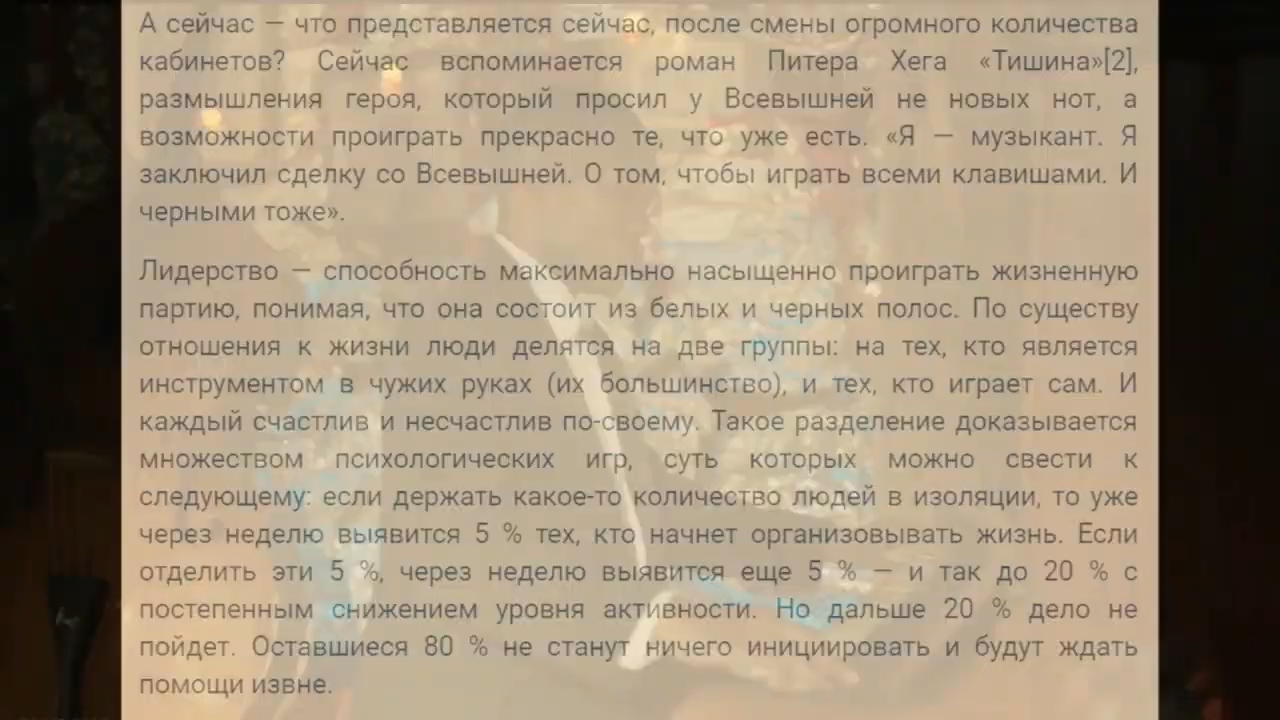 А сейчас — что представляется сейчас, после смены огромного количества
кабинетов? Сейчас вспоминается роман Питера Хега «Тишина»[2],
размышления героя, который просил у Всевышней не новых нот, а
возможности проиграть прекрасно те, что уже есть. «Я — музыкант. Я
заключил сделку со Всевышней. О том, чтобы играть всеми клавишами. И
черными тоже».
Лидерство — способность максимально насыщенно проиграть жизненную
партию, понимая, что она состоит из белых и черных полос. По существу
отношения к жизни люди делятся на две группы: на тех, кто является
инструментом в чужих руках (их большинство), и тех, кто играет сам. И
каждый счастлив и несчастлив по-своему. Такое разделение доказывается
множеством психологических игр, суть которых можно свести к
следующему: если держать какое-то количество людей в изоляции, то уже
через неделю выявится 5 % тех, кто начнет организовывать жизнь. Если
отделить эти 5 %, через неделю выявится еще 5 % — и так до 20 % с
постепенным снижением уровня активности. Но дальше 20 % дело не
пойдет. Оставшиеся 80 % не станут ничего инициировать и будут ждать
помощи извне.